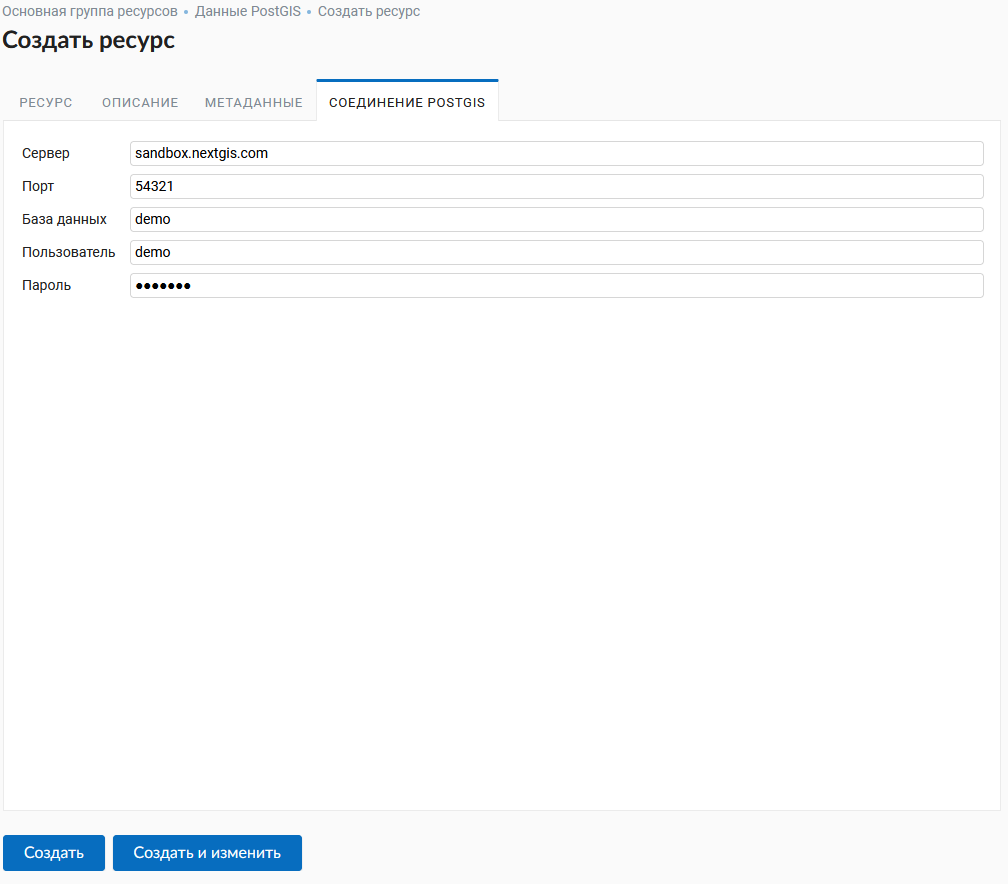 Основная группа ресурсов • Данные PostGIS • Создать ресурс
Создать ресурс
РЕСУРС ОПИСАНИЕ МЕТАДАННЫЕ СОЕДИНЕНИЕ POSTGIS
Сервер sandbox.nextgis.com
Порт 54321
База данных demo
Пользователь demo
Пароль •••••••
Создать Создать и изменить